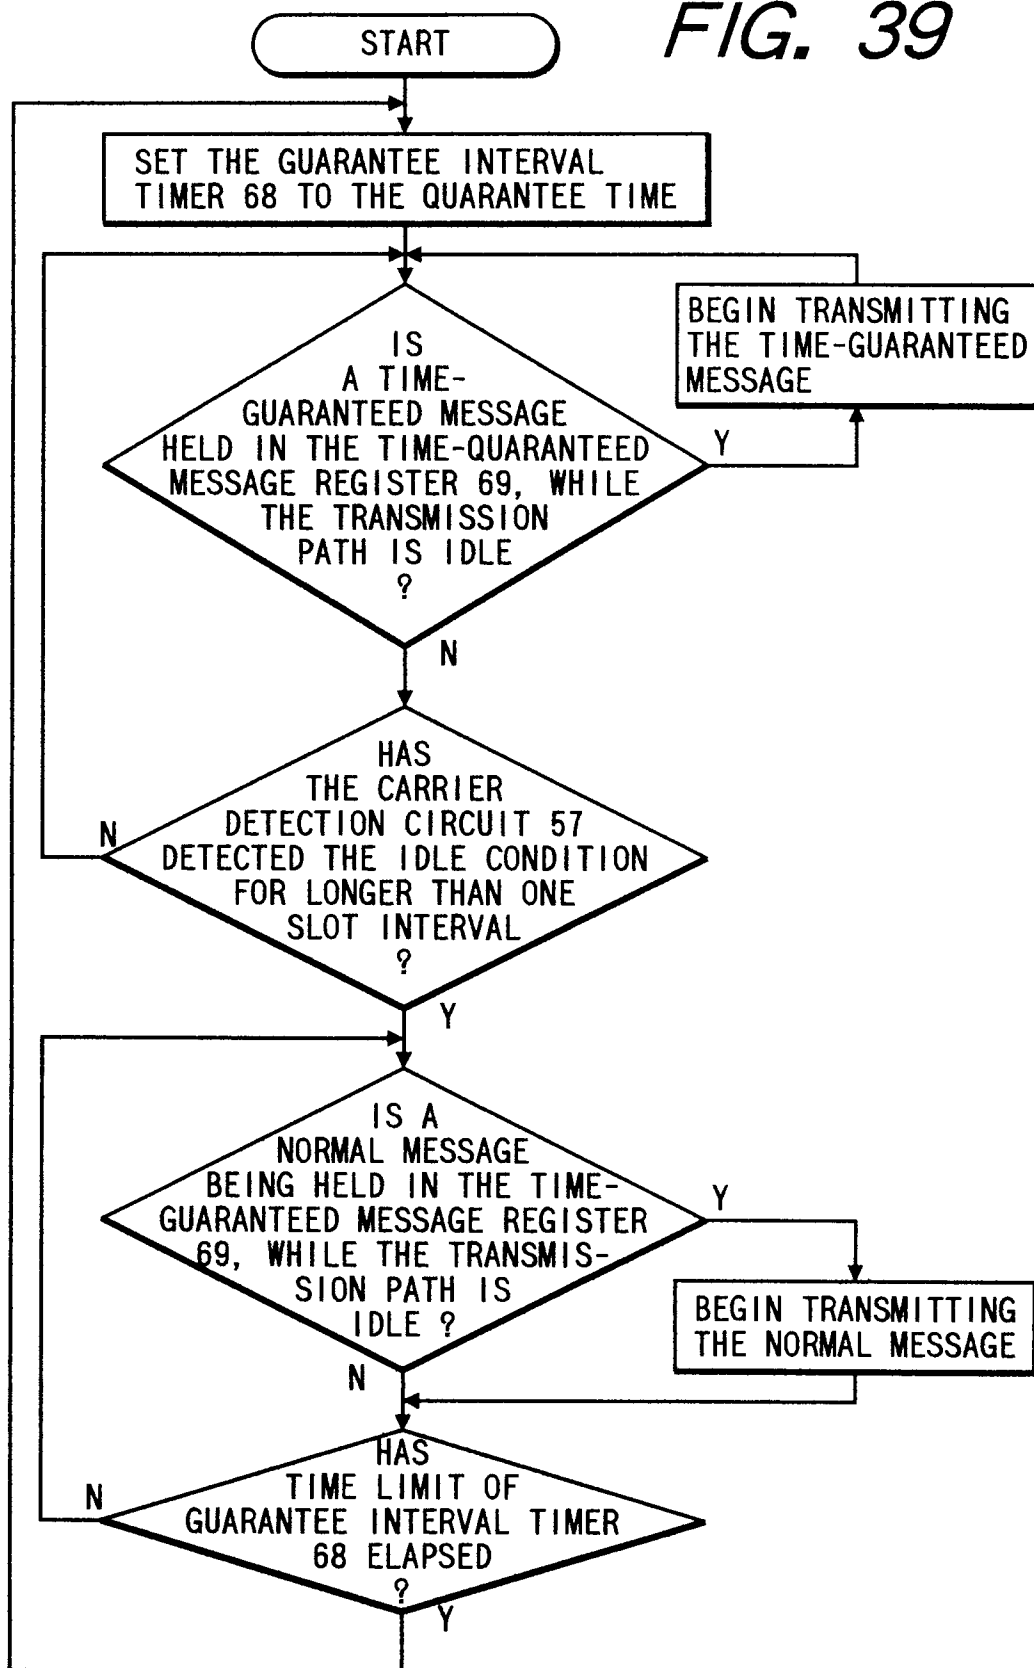 FIG. 39
START
SET THE GUARANTEE INTERVAL
TIMER 68 TO THE QUARANTEE TIME
BEGIN TRANSMITTING
THE TIME-GUARANTEED
MESSAGE
IS
A TIME-
GUARANTEED MESSAGE
HELD IN THE TIME-QUARANTEED
MESSAGE REGISTER 69, WHILE
THE TRANSMISSION
PATH IS IDLE
?
Y
N
HAS
THE CARRIER
DETECTION CIRCUIT 57
DETECTED THE IDLE CONDITION
FOR LONGER THAN ONE
SLOT INTERVAL
?
N
Y
IS A
NORMAL MESSAGE
BEING HELD IN THE TIME-
GUARANTEED MESSAGE REGISTER
69, WHILE THE TRANSMIS-
SION PATH IS
IDLE ?
Y
BEGIN TRANSMITTING
THE NORMAL MESSAGE
N
HAS
TIME LIMIT OF
GUARANTEE INTERVAL TIMER
68 ELAPSED
?
N
Y